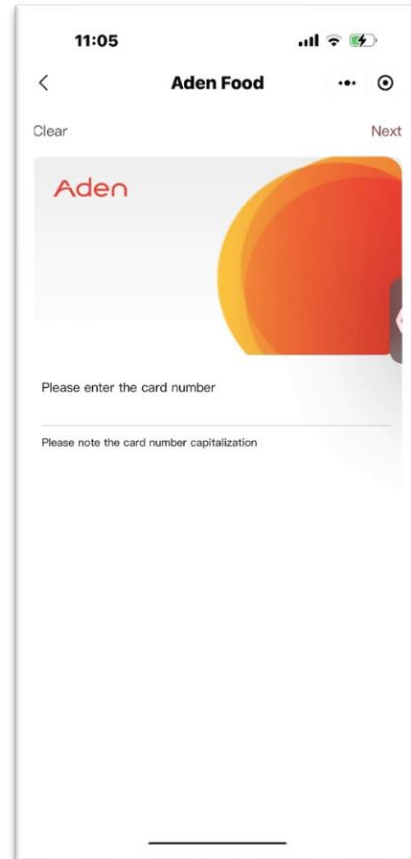 11:05
Aden Food
Clear Next
Aden
Please enter the card number
Please note the card number capitalization